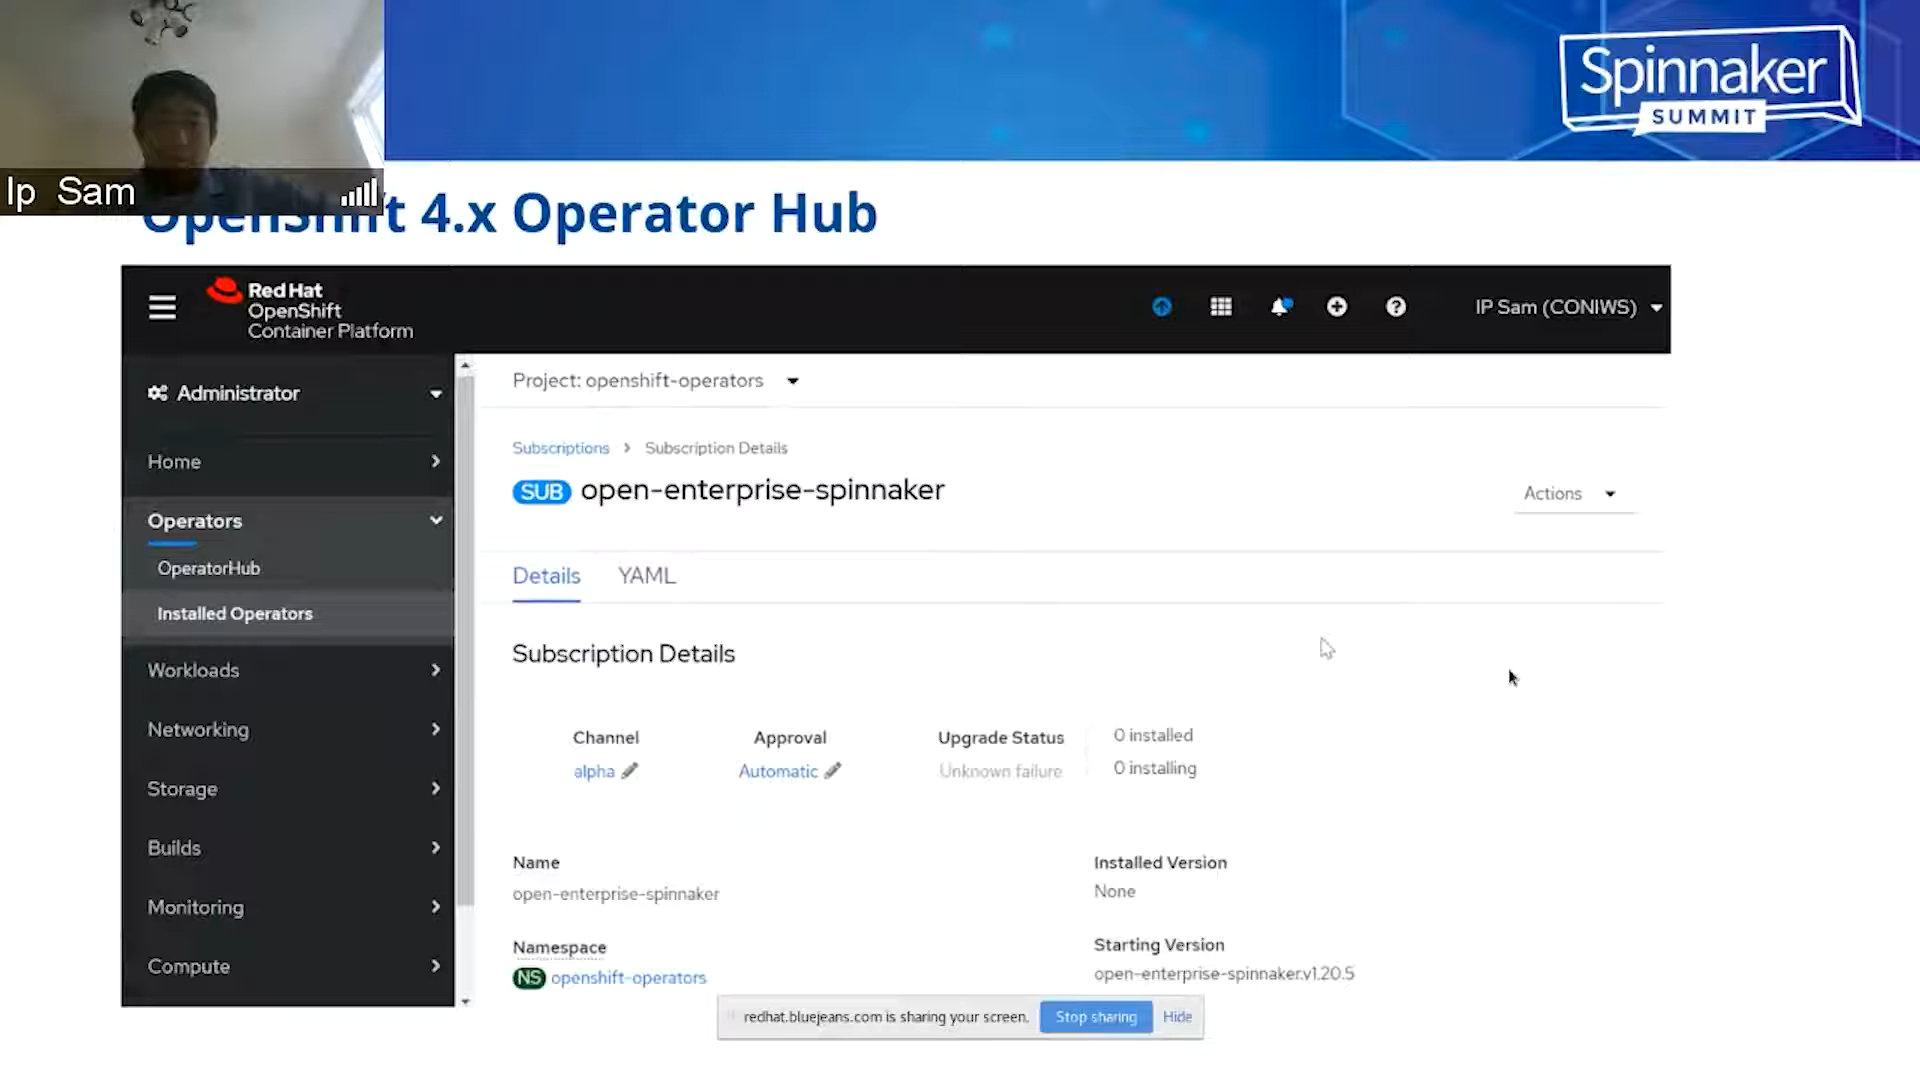 Spinnaker
SUMMIT
Ip Sam
OpenShift 4.x Operator Hub
Red Hat
OpenShift
Container Platform
IP Sam (CONIWS)
Administrator
Home
Operators
OperatorHub
Installed Operators
Workloads
Networking
Storage
Builds
Monitoring
Compute
Project: openshift-operators
Subscriptions > Subscription Details
SUB open-enterprise-spinnaker
Actions
Details YAML
Subscription Details
Channel Approval Upgrade Status 0 installed
alpha Automatic Unknown failure 0 installing
Name
open-enterprise-spinnaker
Installed Version
None
Namespace
NS openshift-operators
Starting Version
open-enterprise-spinnaker.v1.20.5
redhat.bluejeans.com is sharing your screen. Stop sharing Hide